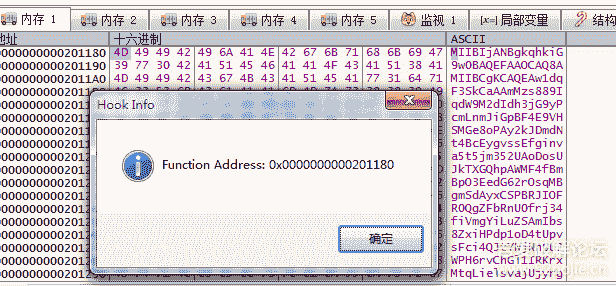 内存 1 内存 2 内存 3 内存 4 内存 5 监视 1 [x=] 局部变量 结构
地址 十六进制 ASCII
0000000000201180 4D 49 49 42 49 6A 41 4E 42 67 6B 71 68 6B 69 47 MIIBIjANBgkqhkiG
0000000000201190 39 77 30 42 41 51 45 46 41 41 4F 43 41 51 38 41 9w0BAQEFAAOCAQ8A
00000000002011A0 4D 49 49 42 43 67 4B 43 41 51 45 41 77 31 64 71 MIIBCgKCAQEAw1dq
F3SkCaAAmMzs889I
qdW9M2dIdh3jG9yP
cmLnmJiGpBF4E9VH
SMGe8oPAy2kJDmdN
t4BcEygvssEfginv
a5t5jm352UAoDosU
JkTXGQhpAWMF4fBm
BpO3EedG62rOsqMB
gmSdAyxCSPBRJIOF
ROQgZFbRnUOfrj34
fiVmgYiLuZSAmIbs
8ZxiHPdp1oD4tUpv
Hook Info
Function Address: 0x0000000000201180
确定